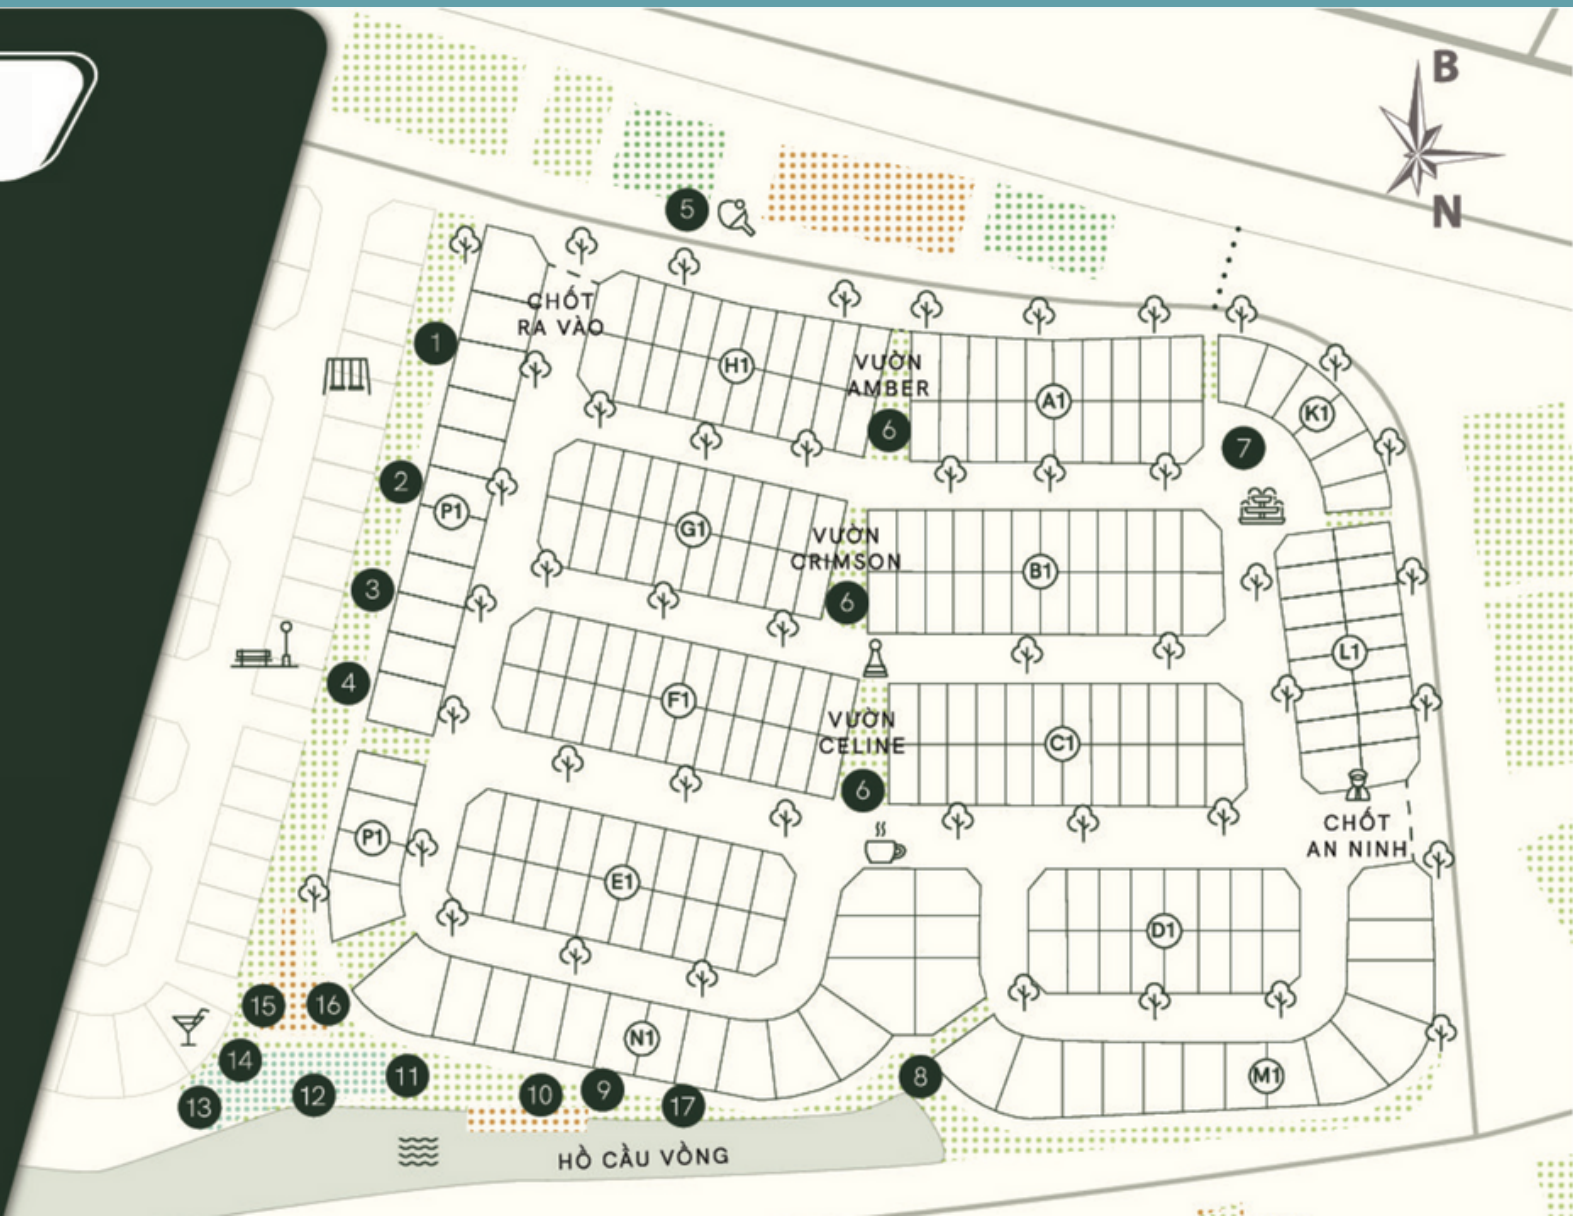 B
N
5
CHỐT
RA VÀO
1
H1
VƯỜN
AMBER
6
A1
K1
7
2
P1
G1
VƯỜN
CRIMSON
6
B1
3
4
F1
VƯỜN
CELINE
6
C1
L1
CHỐT
AN NINH
P1
E1
D1
15
16
N1
14
11
13
12
10
9
17
8
M1
HỒ CẦU VỒNG